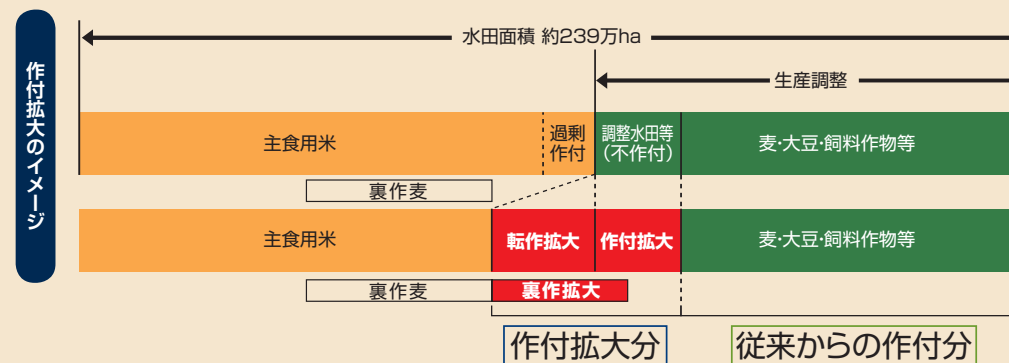 作付拡大のイメージ
水田面積 約239万ha
生産調整
主食用米
過剰
作付
調整水田等
(不作付)
麦・大豆・飼料作物等
裏作麦
主食用米
転作拡大
作付拡大
麦・大豆・飼料作物等
裏作麦
裏作拡大
作付拡大分
従来からの作付分